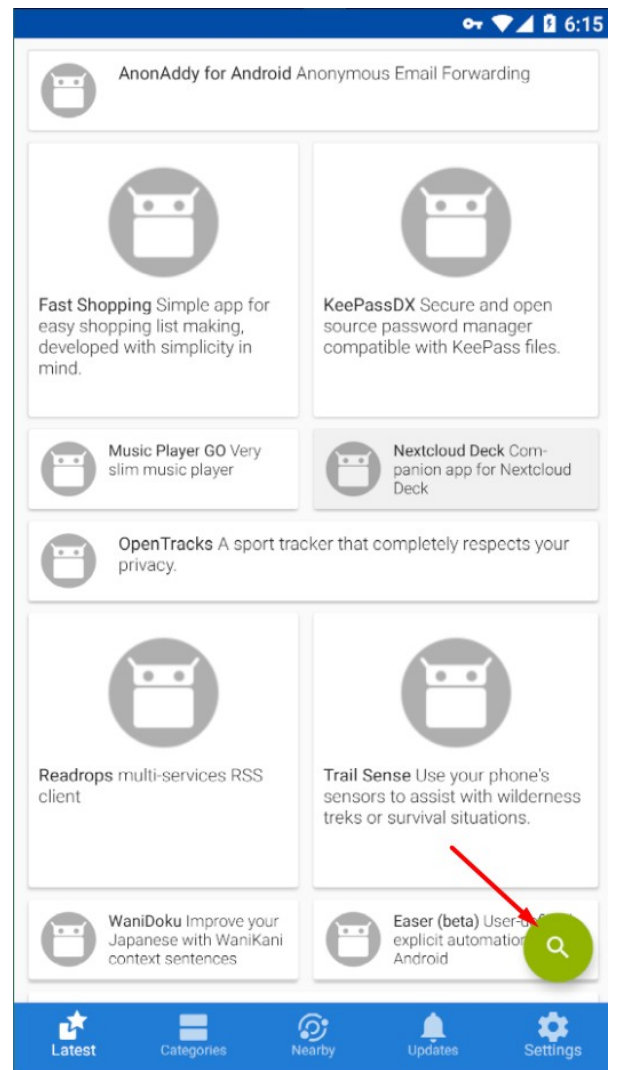 6:15
AnonAddy for Android Anonymous Email Forwarding
Fast Shopping Simple app for
easy shopping list making,
developed with simplicity in
mind.
KeePassDX Secure and open
source password manager
compatible with KeePass files.
Music Player GO Very
slim music player
Nextcloud Deck Com-
panion app for Nextcloud
Deck
OpenTracks A sport tracker that completely respects your
privacy.
Readrops multi-services RSS
client
Trail Sense Use your phone's
sensors to assist with wilderness
treks or survival situations.
WaniDoku Improve your
Japanese with WaniKani
context sentences
Easer (beta)
explicit
Android
Latest
Categories
Nearby
Updates
Settings